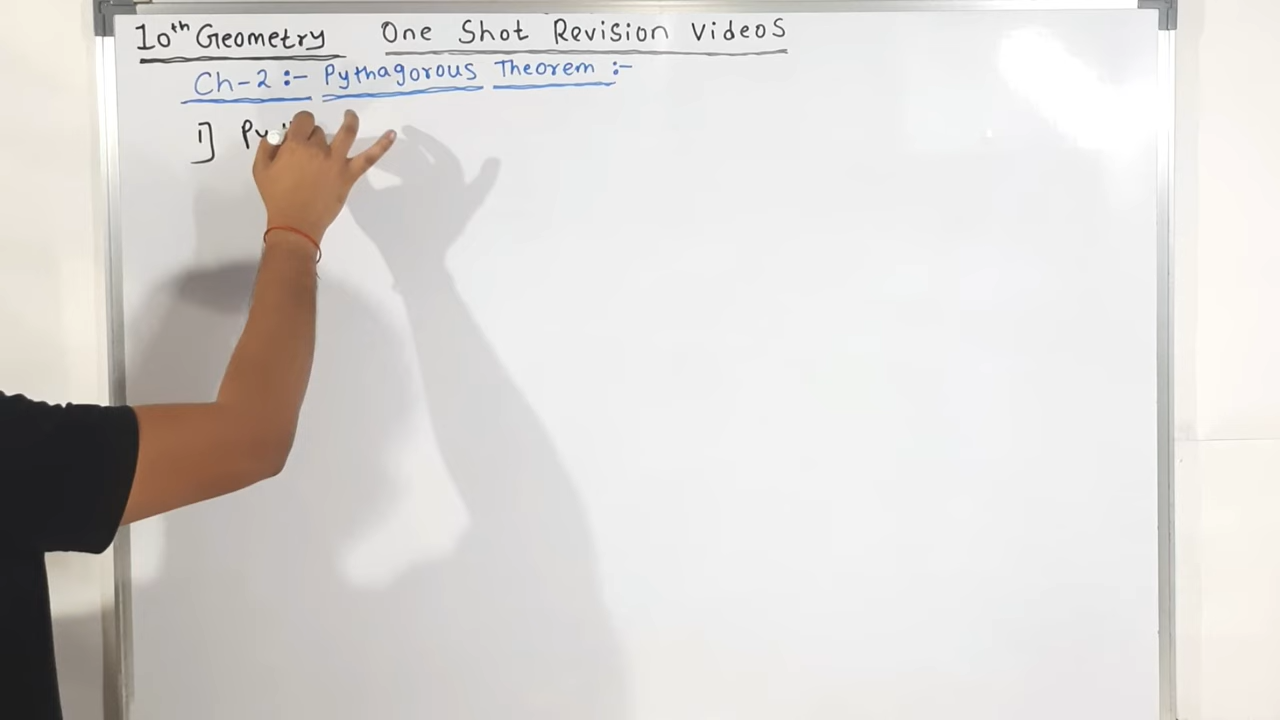 10th Geometry One Shot Revision Videos
Ch-2 :- Pythagorous Theorem :-
1]